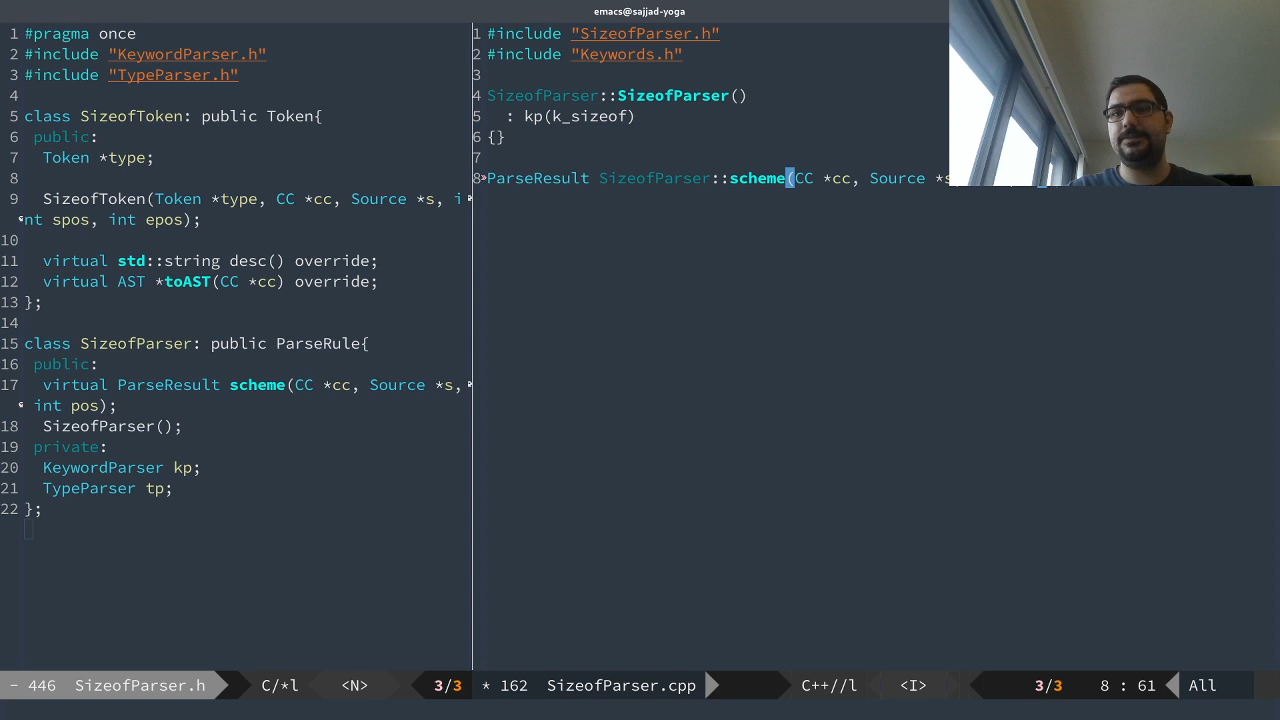 emacs@sajjad-yoga
1 #pragma once
2 #include "KeywordParser.h"
3 #include "TypeParser.h"
4
5 class SizeofToken: public Token{
6 public:
7 Token *type;
8
9 SizeofToken(Token *type, CC *cc, Source *s, i
nt spos, int epos);
10
11 virtual std::string desc() override;
12 virtual AST *toAST(CC *cc) override;
13 };
14
15 class SizeofParser: public ParseRule{
16 public:
17 virtual ParseResult scheme(CC *cc, Source *s,
int pos);
18 SizeofParser();
19 private:
20 KeywordParser kp;
21 TypeParser tp;
22 };
1 #include "SizeofParser.h"
2 #include "Keywords.h"
3
4 SizeofParser::SizeofParser()
5 : kp(k_sizeof)
6 {}
7
8 ParseResult SizeofParser::scheme(CC *cc, Source *s
- 446 SizeofParser.h C/*l <N> 3/3
* 162 SizeofParser.cpp C++//l <I> 3/3 8 : 61 All